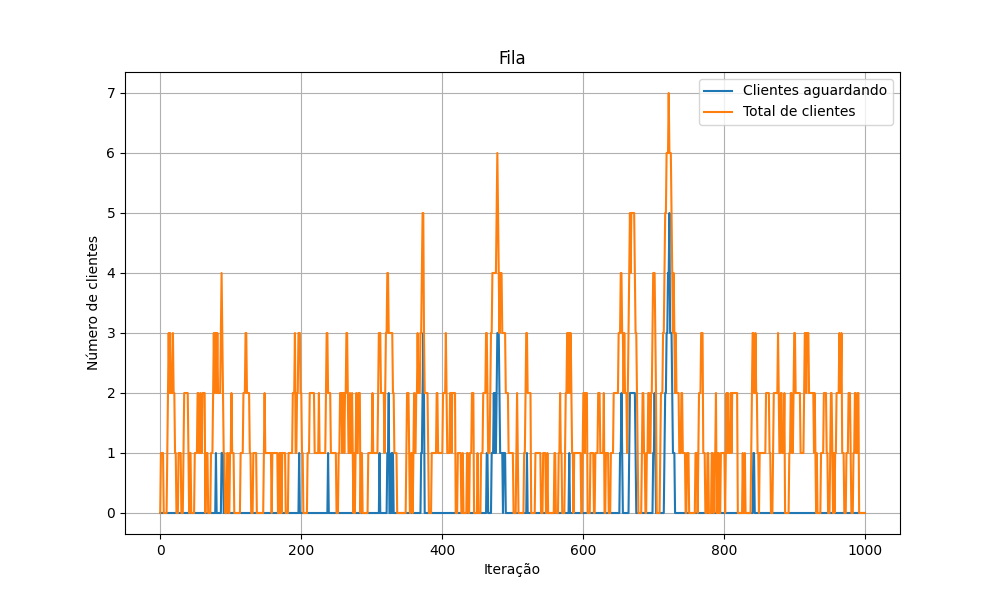 Fila
Clientes aguardando
Total de clientes
Número de clientes
7
6
5
4
3
2
1
0
0 200 400 600 800 1000
Iteração